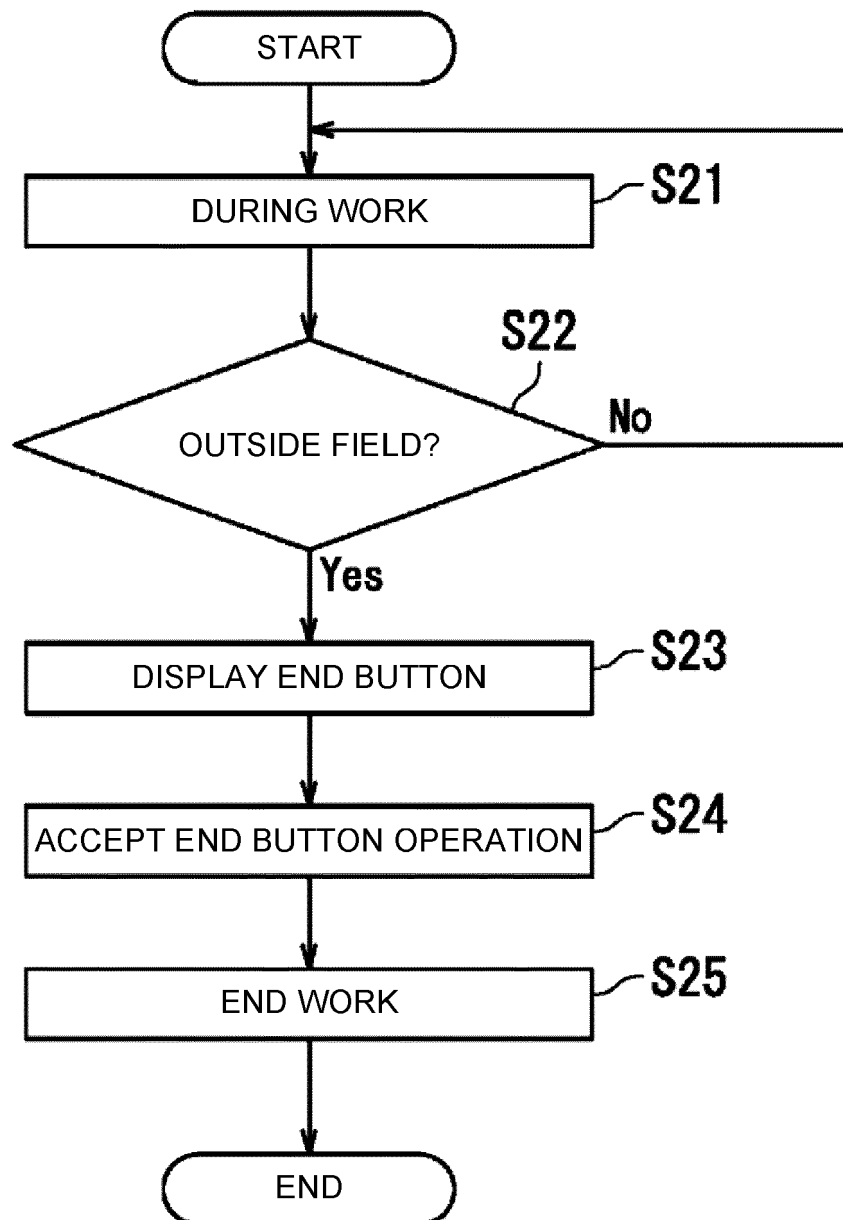 START
DURING WORK
S21
S22
OUTSIDE FIELD?
No
Yes
DISPLAY END BUTTON
S23
ACCEPT END BUTTON OPERATION
S24
END WORK
S25
END